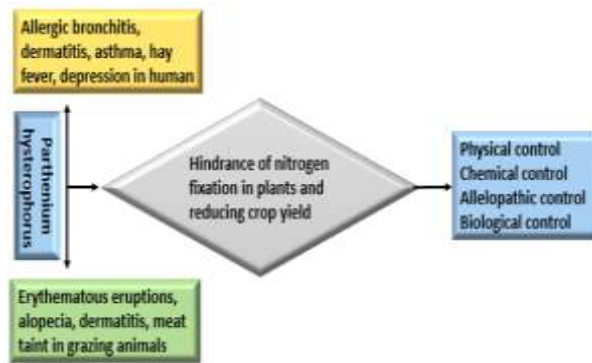 Allergic bronchitis,
dermatitis, asthma, hay
fever, depression in human
Parthenium
hysterophorus
Hindrance of nitrogen
fixation in plants and
reducing crop yield
Physical control
Chemical control
Allelopathic control
Biological control
Erythematous eruptions,
alopecia, dermatitis, meat
taint in grazing animals